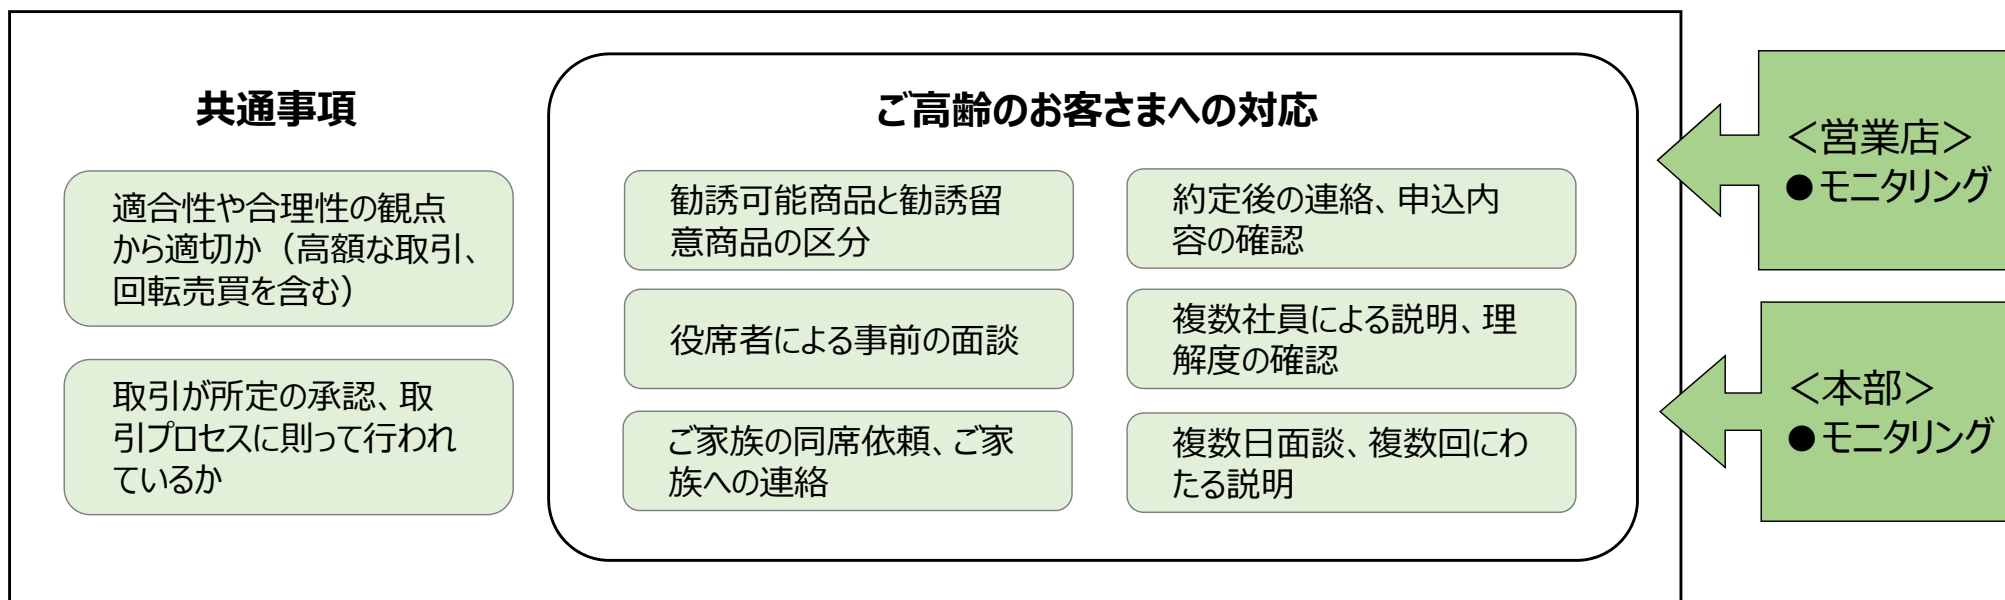 共通事項
適合性や合理性の観点
から適切か（高額な取引、
回転売買を含む）
取引が所定の承認、取
引プロセスに則って行われ
ているか
ご高齢のお客さまへの対応
勧誘可能商品と勧誘留
意商品の区分
役席者による事前の面談
ご家族の同席依頼、ご家
族への連絡
約定後の連絡、申込内
容の確認
複数社員による説明、理
解度の確認
複数日面談、複数回にわ
たる説明
＜営業店＞
●モニタリング
＜本部＞
●モニタリング